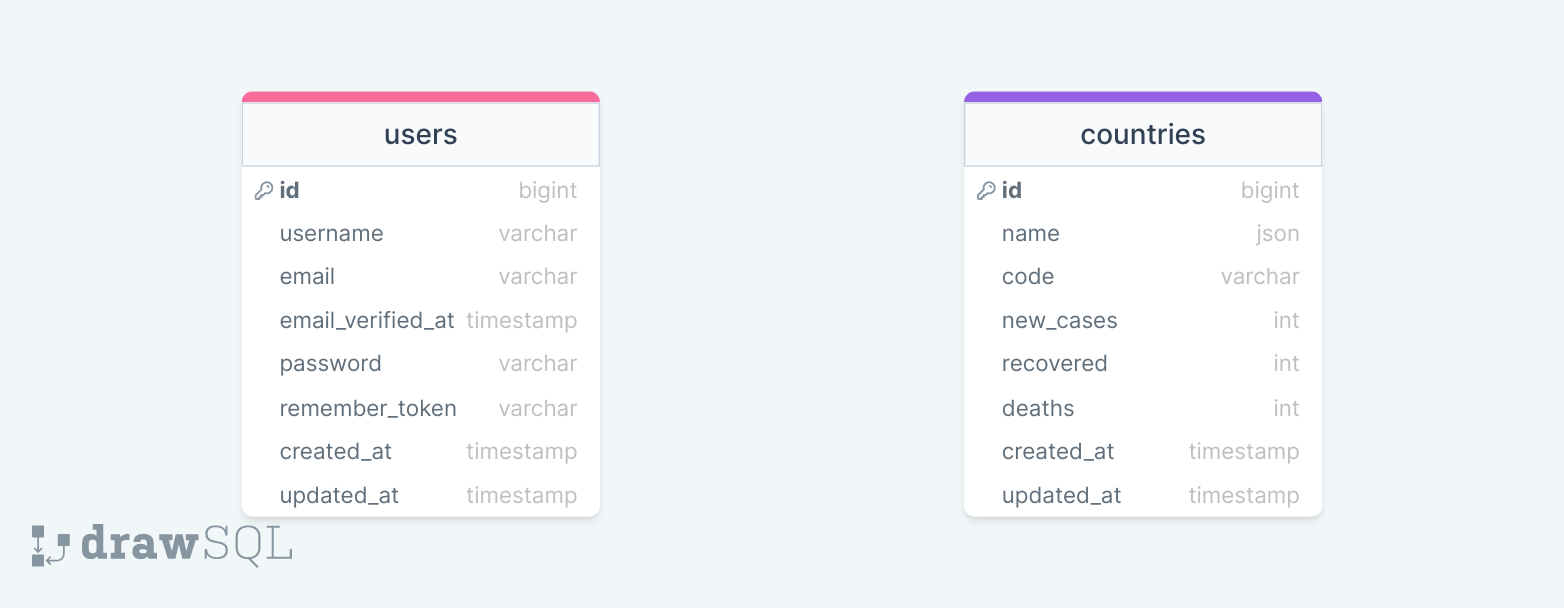 users
id bigint
username varchar
email varchar
email_verified_at timestamp
password varchar
remember_token varchar
created_at timestamp
updated_at timestamp
countries
id bigint
name json
code varchar
new_cases int
recovered int
deaths int
created_at timestamp
updated_at timestamp
drawSQL